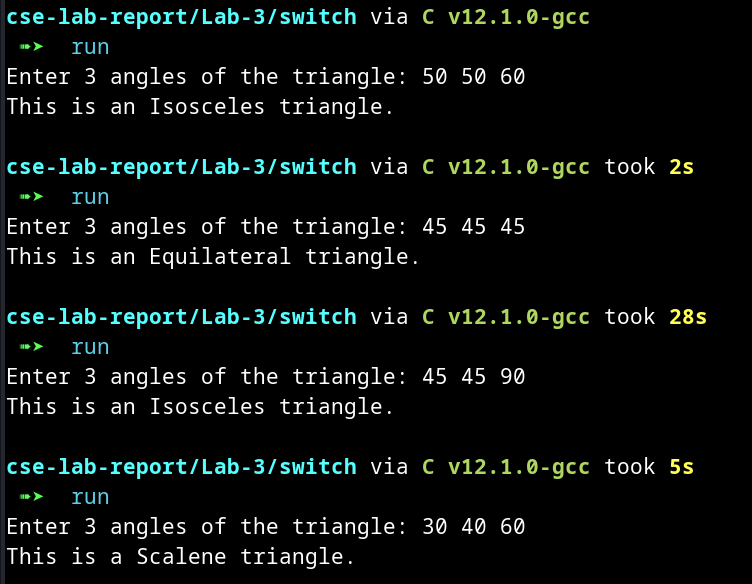 cse-lab-report/Lab-3/switch via C v12.1.0-gcc
➠➤ run
Enter 3 angles of the triangle: 50 50 60
This is an Isosceles triangle.
cse-lab-report/Lab-3/switch via C v12.1.0-gcc took 2s
➠➤ run
Enter 3 angles of the triangle: 45 45 45
This is an Equilateral triangle.
cse-lab-report/Lab-3/switch via C v12.1.0-gcc took 28s
➠➤ run
Enter 3 angles of the triangle: 45 45 90
This is an Isosceles triangle.
cse-lab-report/Lab-3/switch via C v12.1.0-gcc took 5s
➠➤ run
Enter 3 angles of the triangle: 30 40 60
This is a Scalene triangle.